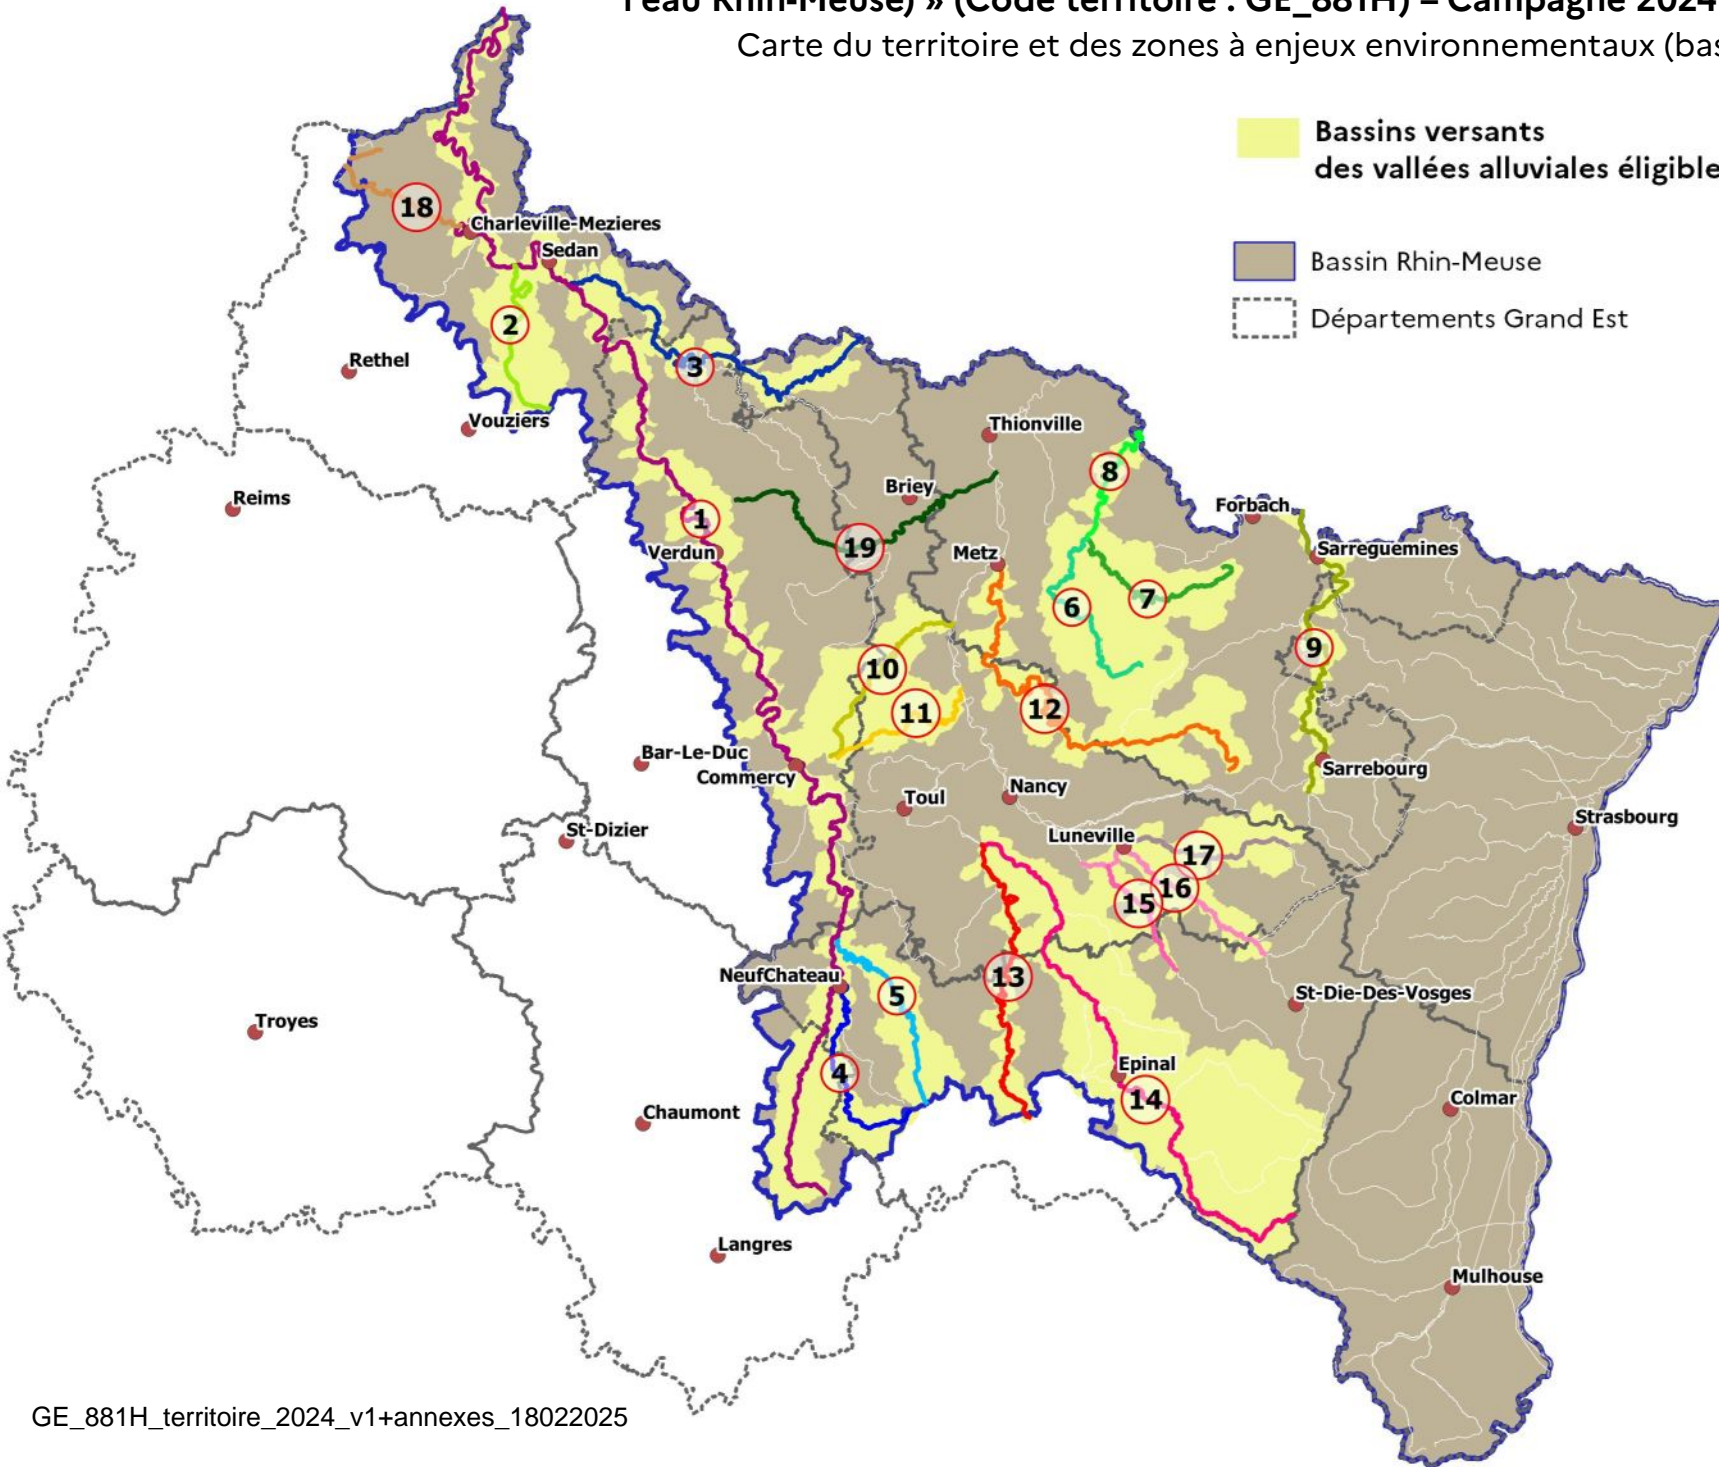 l'eau Rhin-Meuse) » (Code territoire : GE_881H) – Campagne 2024
Carte du territoire et des zones à enjeux environnementaux (bas
Bassins versants
des vallées alluviales éligible
Bassin Rhin-Meuse
Départements Grand Est
18
Charleville-Mezieres
Sedan
2
3
Rethel
Vouziers
Thionville
8
Briey
Reims
Forbach
1
19
Verdun
Metz
Sarreguemines
6
7
9
10
11
12
Bar-Le-Duc
Commercy
Sarrebourg
Toul
Nancy
Strasbourg
St-Dizier
Luneville
17
16
15
NeufChateau
13
5
St-Die-Des-Vosges
Troyes
4
Epinal
14
Chaumont
Colmar
Langres
Mulhouse
GE_881H_territoire_2024_v1+annexes_18022025